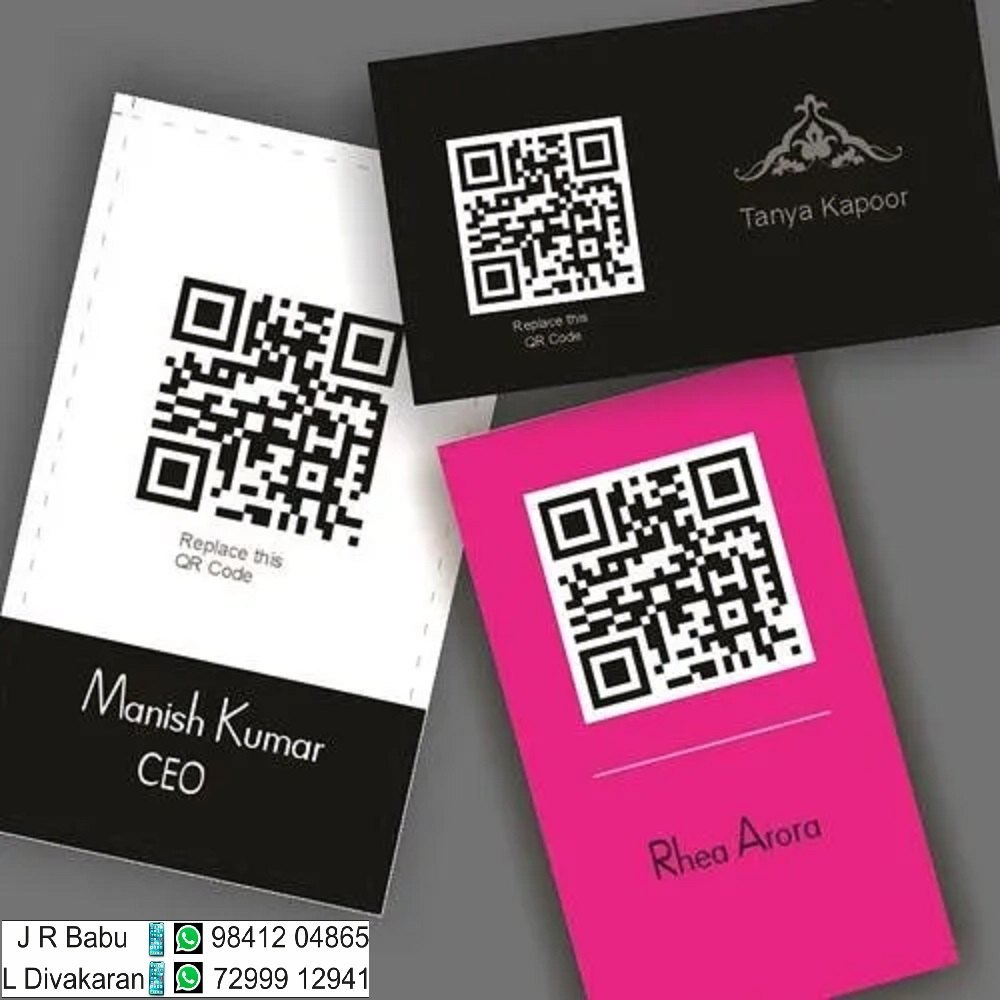 Tanya Kapoor
Replace this
QR Code
Replace this
QR Code
Manish Kumar
CEO
Rhea Arora
J R Babu 98412 04865
L Divakaran 72999 12941